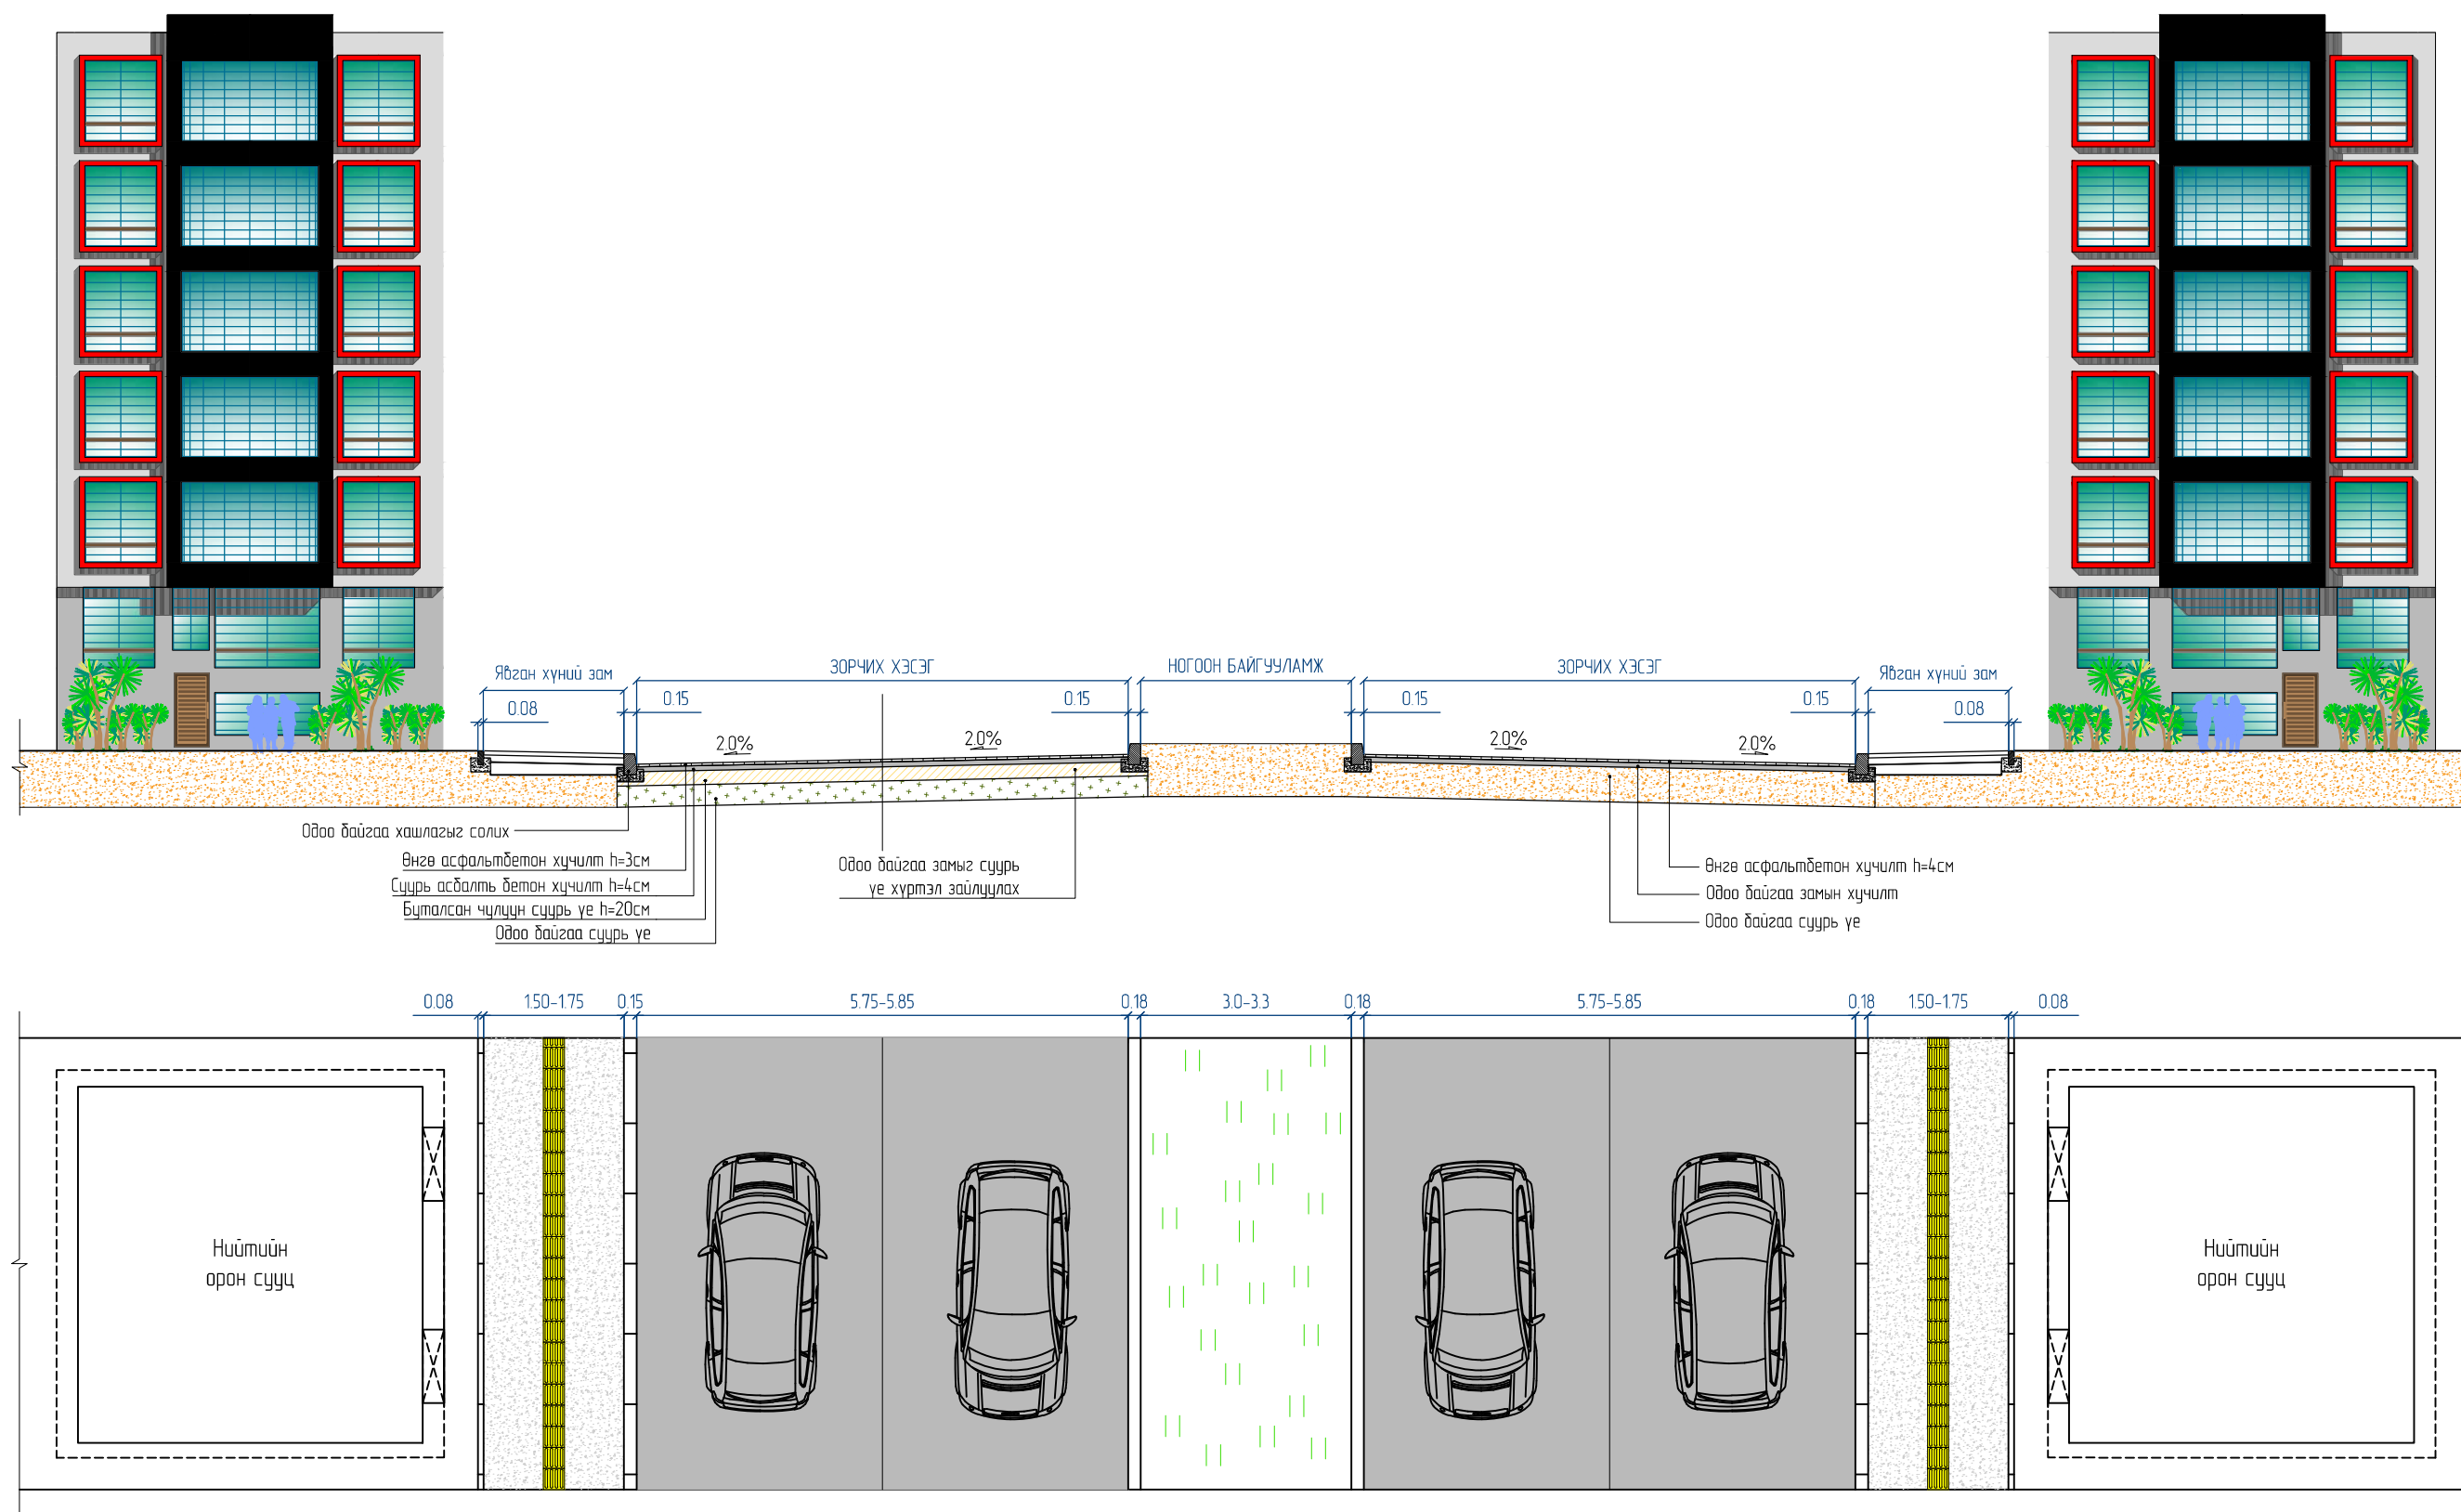 Явган хүний зам
ЗОРЧИХ ХЭСЭГ
НОГООН БАЙГУУЛАМЖ
ЗОРЧИХ ХЭСЭГ
Явган хүний зам
0.08
0.15
0.15
0.15
0.15
0.08
2.0%
2.0%
2.0%
2.0%
Одоо байгаа хашлагыг солих
Өнгө асфальтбетон хучилт h=3см
Суурь асбалть бетон хучилт h=4см
Буталсан чулуун суурь үе h=20см
Одоо байгаа суурь үе
Одоо байгаа замыг суурь
үе хүртэл зайлуулах
Өнгө асфальтбетон хучилт h=4см
Одоо байгаа замын хучилт
Одоо байгаа суурь үе
0.08
1.50-1.75
0.15
5.75-5.85
0.18
3.0-3.3
0.18
5.75-5.85
0.18
1.50-1.75
0.08
Нийтийн
орон сууц
Нийтийн
орон сууц